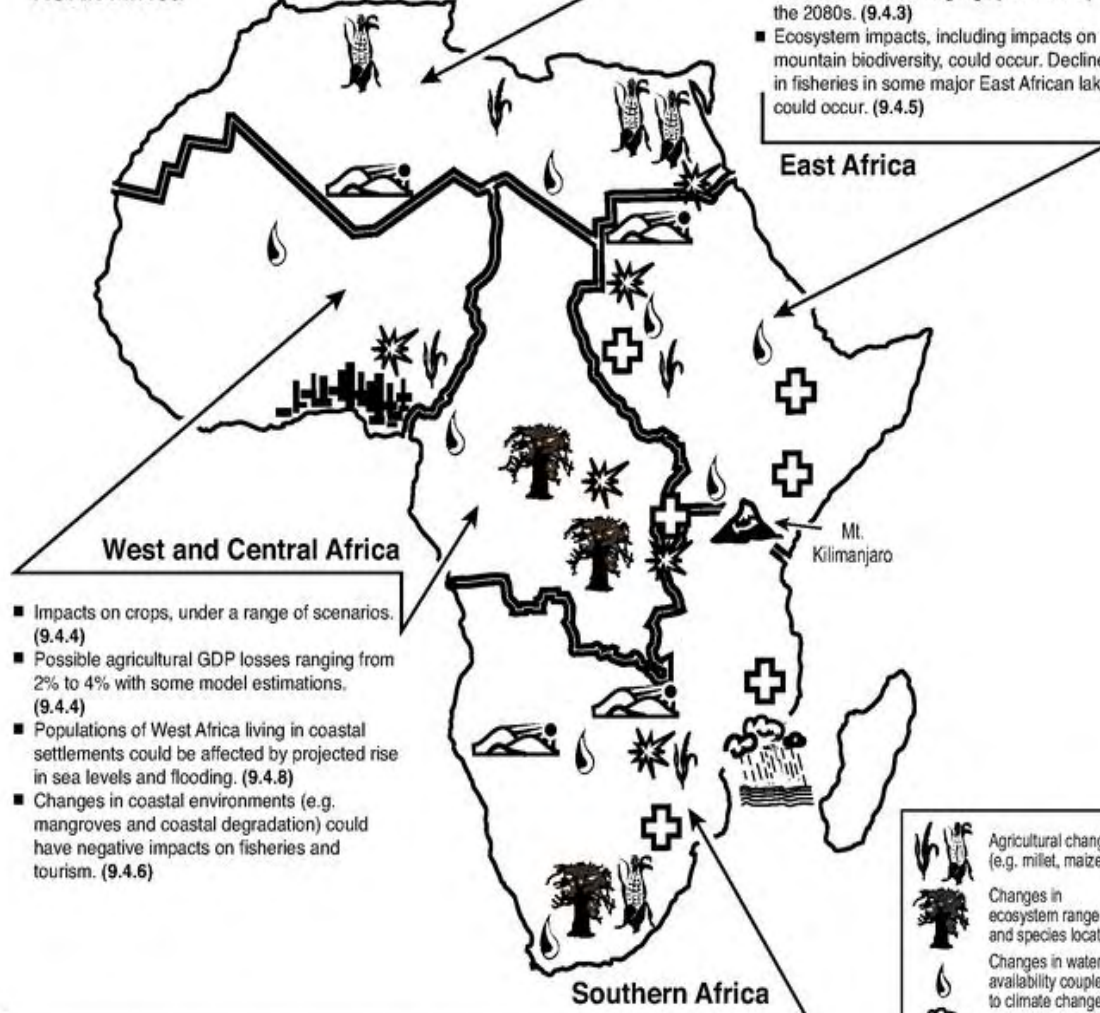 the 2080s. (9.4.3)
■ Ecosystem impacts, including impacts on
mountain biodiversity, could occur. Decline
in fisheries in some major East African lak
could occur. (9.4.5)
East Africa
Mt.
Kilimanjaro
West and Central Africa
■ Impacts on crops, under a range of scenarios.
(9.4.4)
■ Possible agricultural GDP losses ranging from
2% to 4% with some model estimations.
(9.4.4)
■ Populations of West Africa living in coastal
settlements could be affected by projected rise
in sea levels and flooding. (9.4.8)
■ Changes in coastal environments (e.g.
mangroves and coastal degradation) could
have negative impacts on fisheries and
tourism. (9.4.6)
Southern Africa
Agricultural chang
(e.g. millet, maize
Changes in
ecosystem range
and species locat
Changes in water
availability couple
to climate change